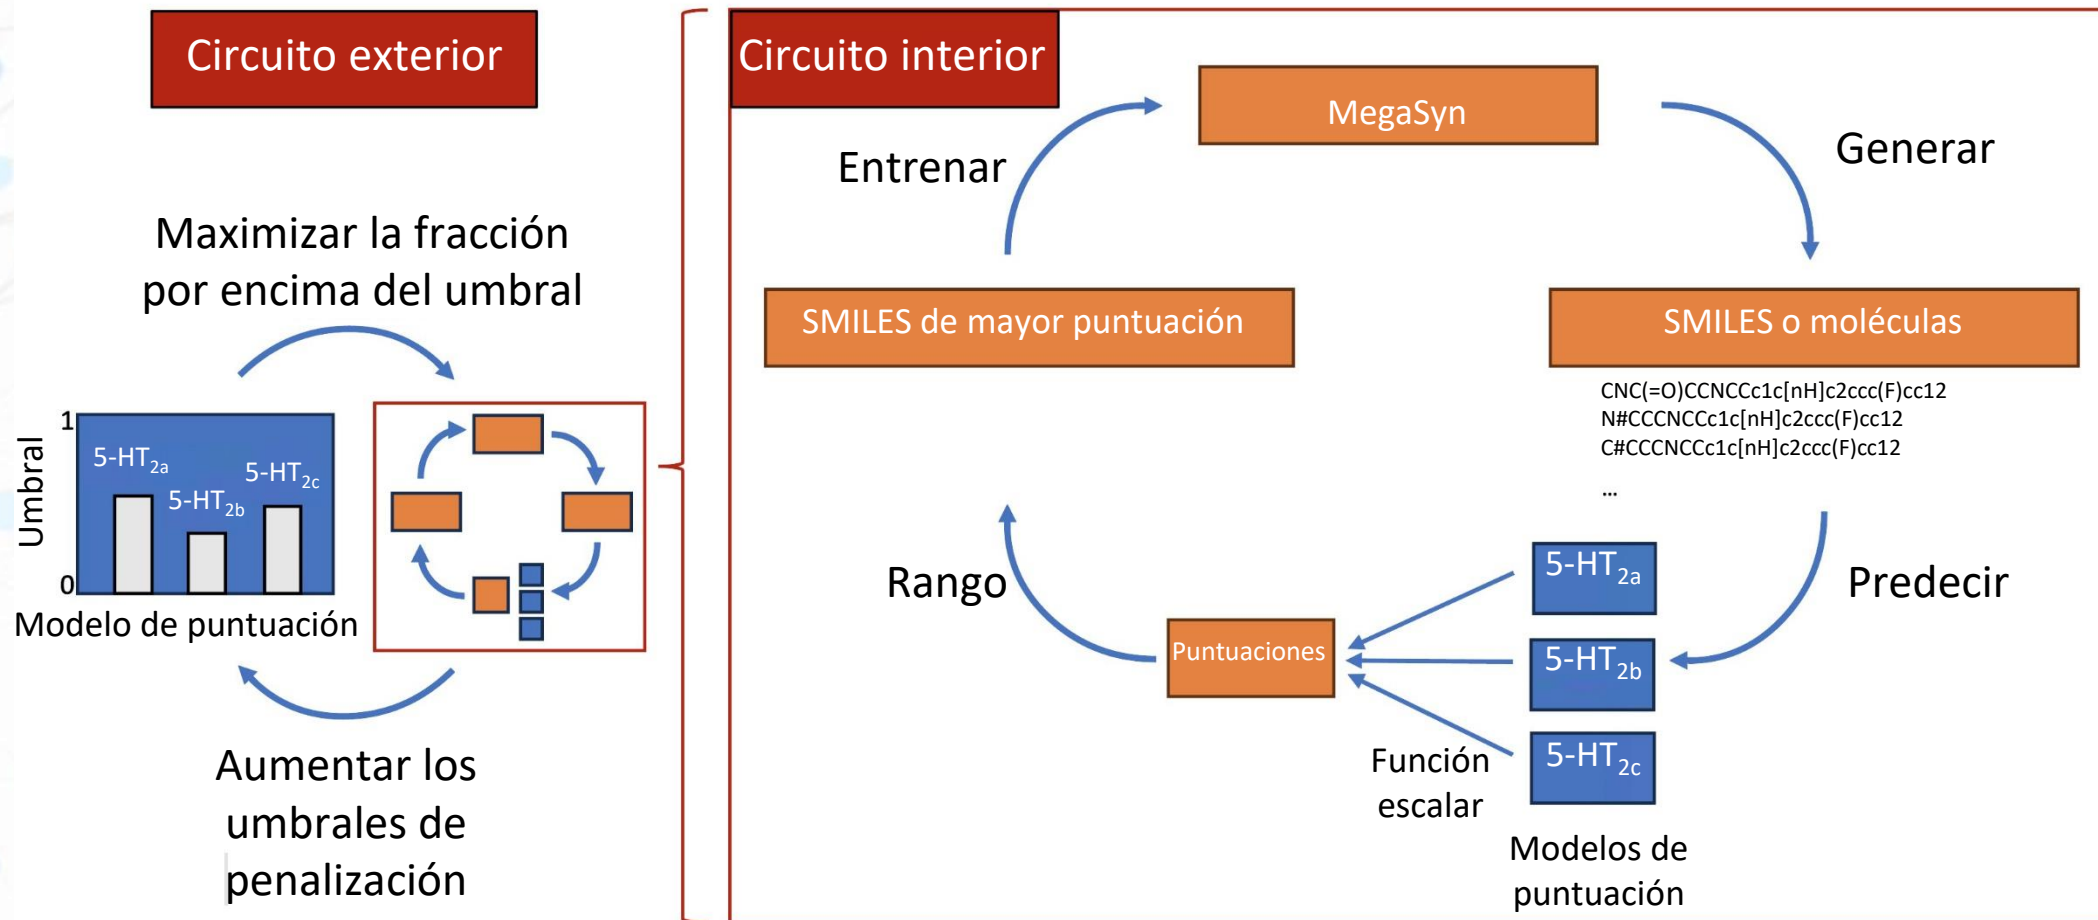 Circuito exterior
Maximizar la fracción
por encima del umbral
Umbral
1
0
5-HT2a
5-HT2b
5-HT2c
Modelo de puntuación
Aumentar los
umbrales de
penalización
Circuito interior
MegaSyn
Entrenar
Generar
SMILES de mayor puntuación
SMILES o moléculas
CNC(=O)CCNCCc1c[nH]c2ccc(F)cc12
N#CCCNCCc1c[nH]c2ccc(F)cc12
C#CCCNCCc1c[nH]c2ccc(F)cc12
...
Rango
Predecir
Puntuaciones
5-HT2a
5-HT2b
5-HT2c
Función
escalar
Modelos de
puntuación